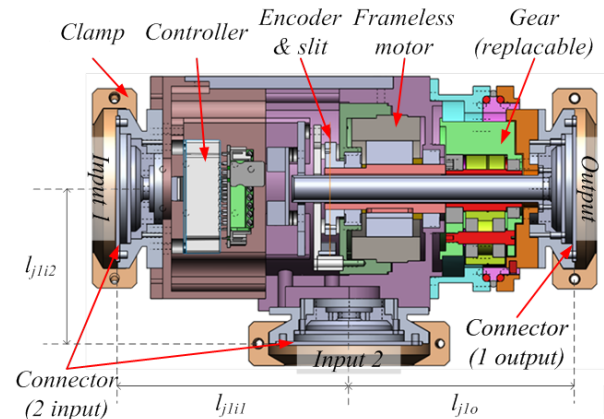 Clamp
Controller
Encoder
& slit
Frameless
motor
Gear
(replacable)
Input 1
Output
l_{j1i2}
Input 2
Connector
(2 input)
Connector
(1 output)
l_{j1i1}
l_{j1o}